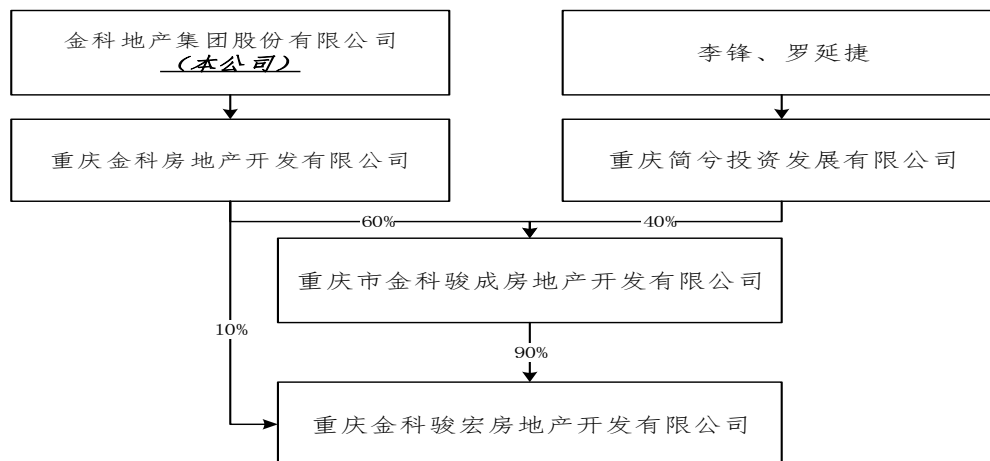 金科地产集团股份有限公司
（本公司）
李锋、罗延捷
重庆金科房地产开发有限公司
重庆简兮投资发展有限公司
60%
40%
重庆市金科骏成房地产开发有限公司
10%
90%
重庆金科骏宏房地产开发有限公司